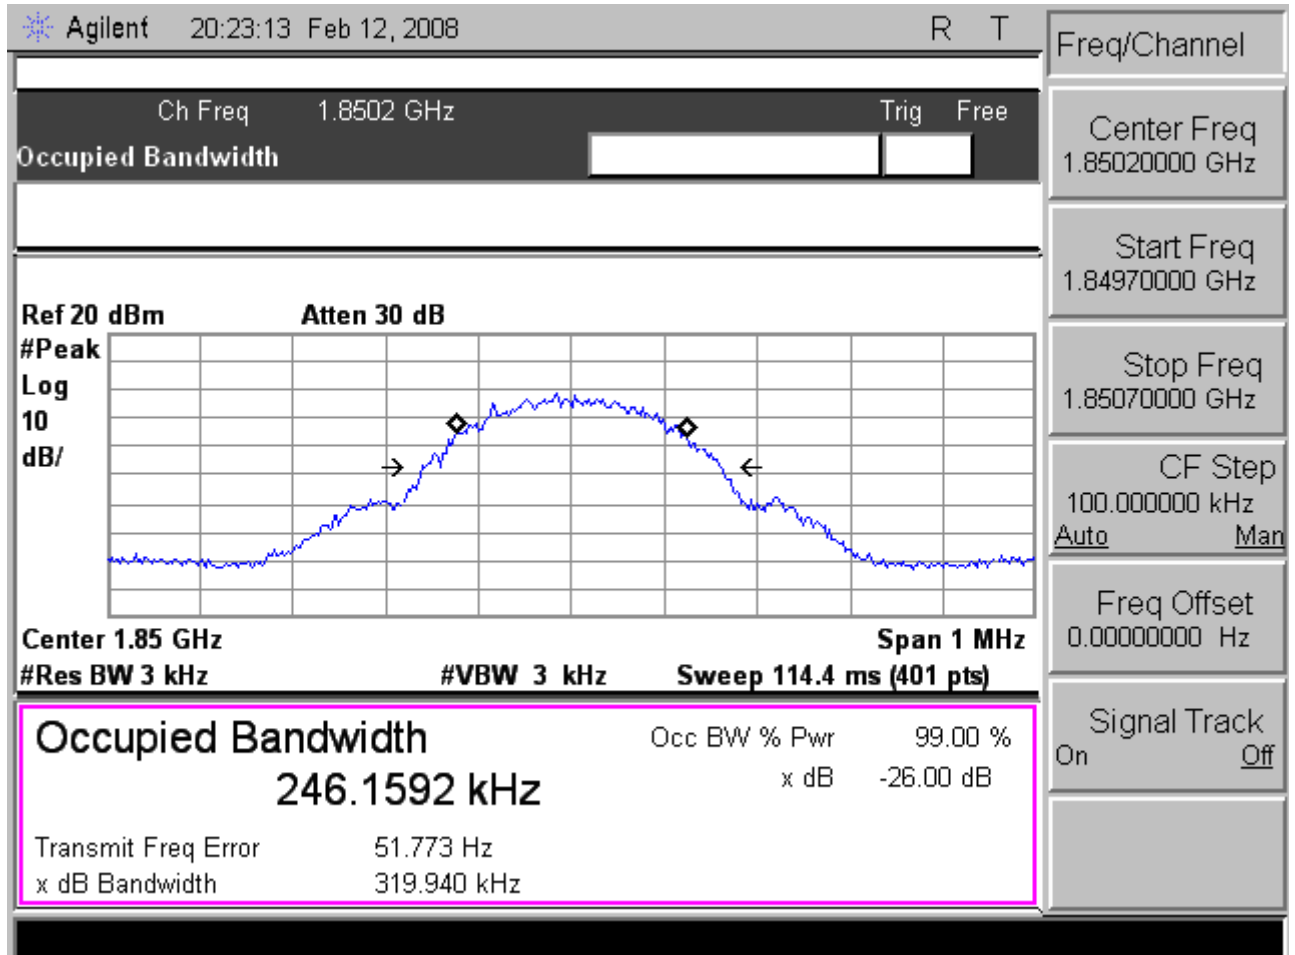 Agilent 20:23:13 Feb 12, 2008 R T
Freq/Channel
Ch Freq 1.8502 GHz Trig Free
Occupied Bandwidth
Center Freq
1.85020000 GHz
Start Freq
1.84970000 GHz
Stop Freq
1.85070000 GHz
CF Step
100.000000 kHz
Auto Man
Freq Offset
0.00000000 Hz
Signal Track
On Off
Ref 20 dBm Atten 30 dB
#Peak
Log
10
dB/
Center 1.85 GHz Span 1 MHz
#Res BW 3 kHz #VBW 3 kHz Sweep 114.4 ms (401 pts)
Occupied Bandwidth
246.1592 kHz
Occ BW % Pwr 99.00 %
x dB -26.00 dB
Transmit Freq Error 51.773 Hz
x dB Bandwidth 319.940 kHz